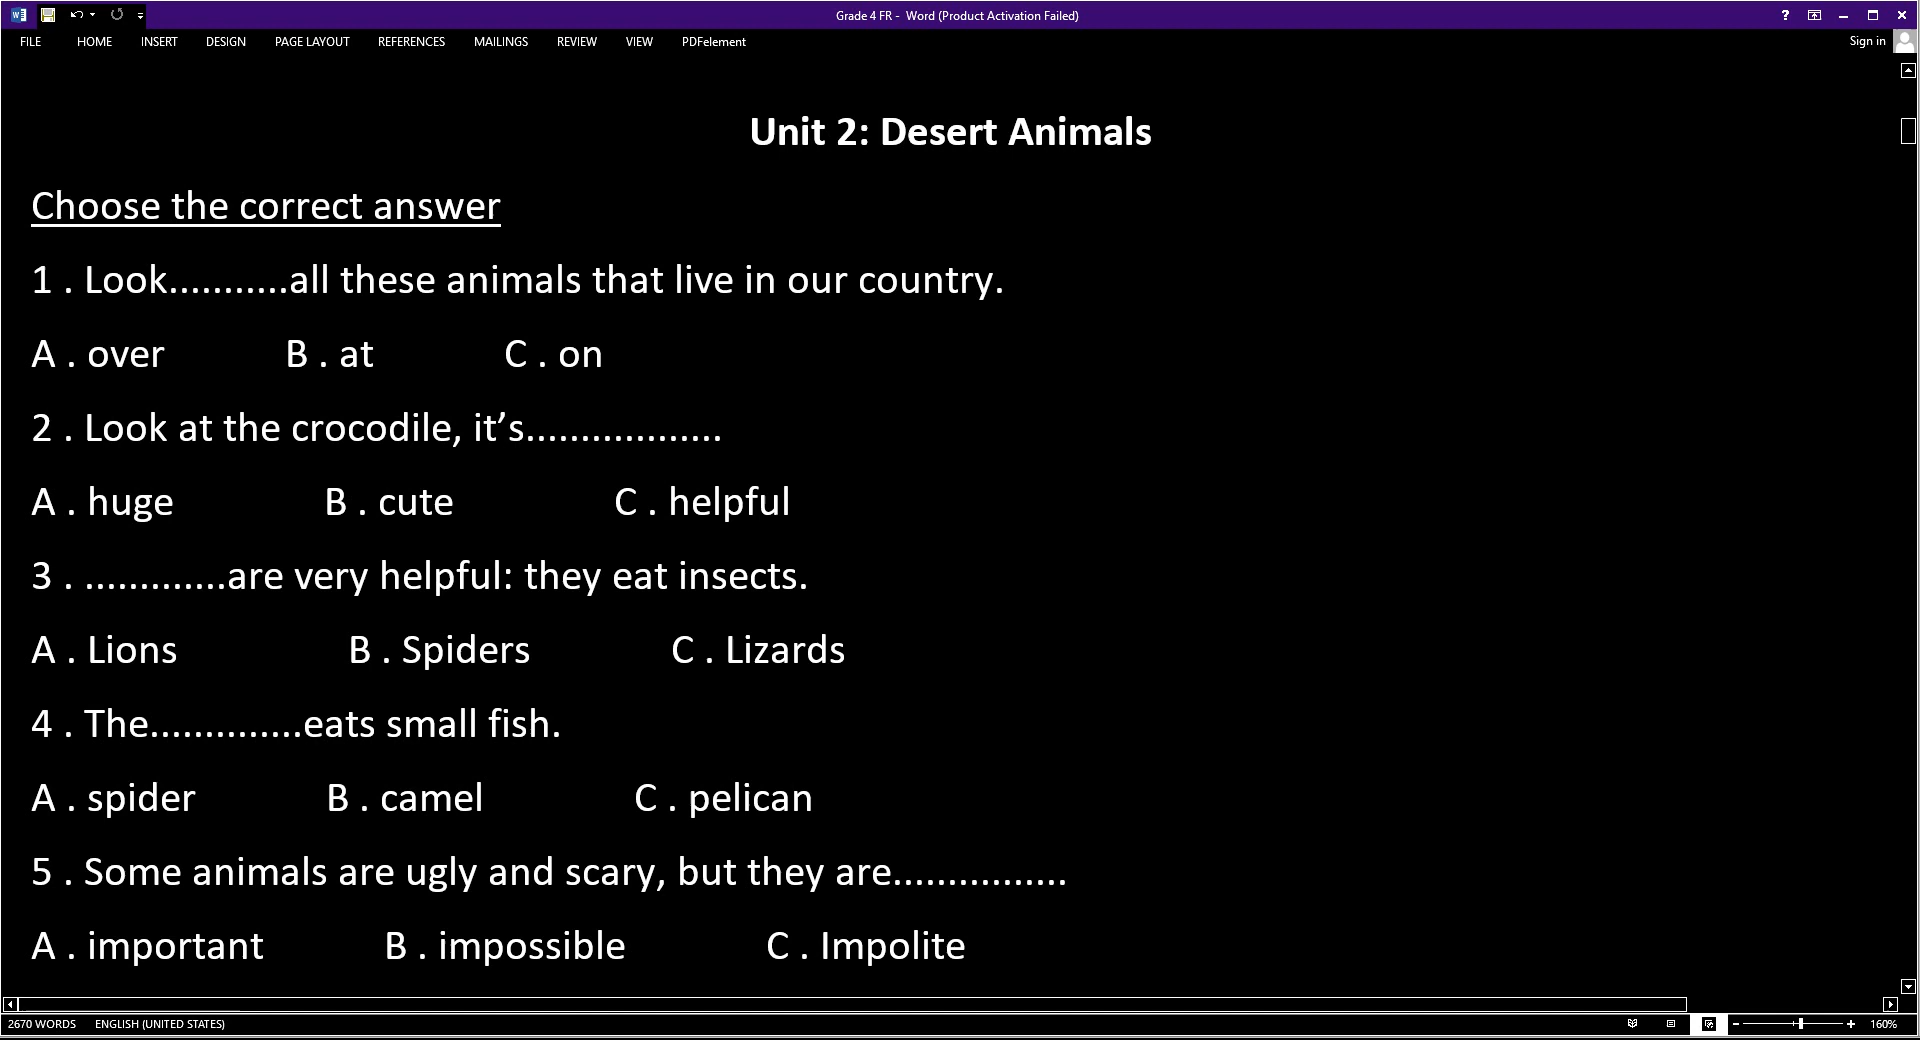 Grade 4 FR - Word (Product Activation Failed)
FILE HOME INSERT DESIGN PAGE LAYOUT REFERENCES MAILINGS REVIEW VIEW PDFelement Sign in
Unit 2: Desert Animals
Choose the correct answer
1 . Look...........all these animals that live in our country.
A . over B . at C . on
2 . Look at the crocodile, it’s..................
A . huge B . cute C . helpful
3 . .............are very helpful: they eat insects.
A . Lions B . Spiders C . Lizards
4 . The..............eats small fish.
A . spider B . camel C . pelican
5 . Some animals are ugly and scary, but they are................
A . important B . impossible C . Impolite
2670 WORDS ENGLISH (UNITED STATES) 160%